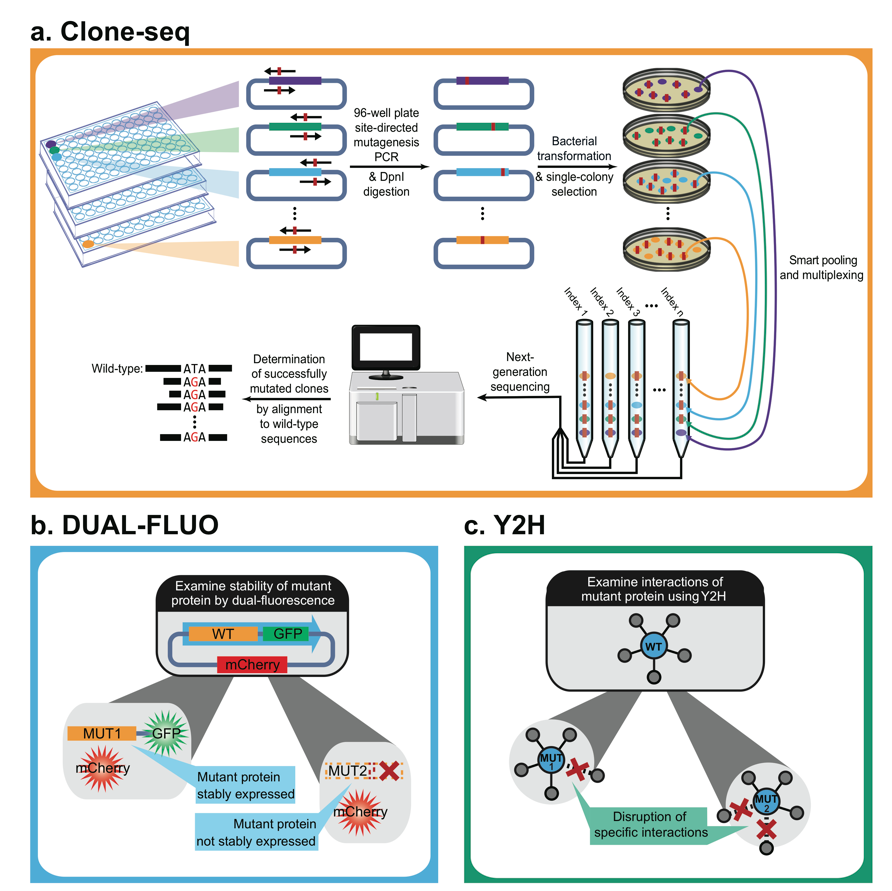 a. Clone-seq
96-well plate
site-directed
mutagenesis
PCR
& DpnI
digestion
Bacterial
transformation
& single-colony
selection
Smart pooling
and multiplexing
Index 1
Index 2
Index 3
Index n
Next-
generation
sequencing
Determination
of successfully
mutated clones
by alignment
to wild-type
sequences
Wild-type:
ATA
AGA
AGA
AGA
AGA
b. DUAL-FLUO
Examine stability of mutant
protein by dual-fluorescence
WT
GFP
mCherry
MUT1
GFP
mCherry
Mutant protein
stably expressed
MUT2
mCherry
Mutant protein
not stably expressed
c. Y2H
Examine interactions of
mutant protein using Y2H
WT
MUT
1
MUT
2
Disruption of
specific interactions